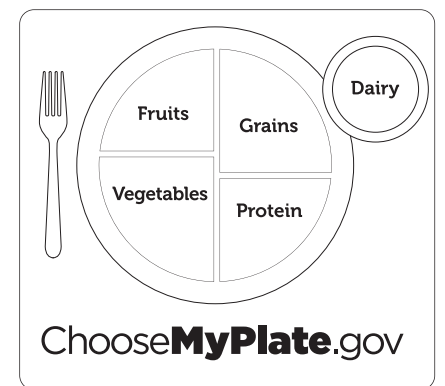 Dairy
Fruits
Grains
Vegetables
Protein
ChooseMyPlate.gov